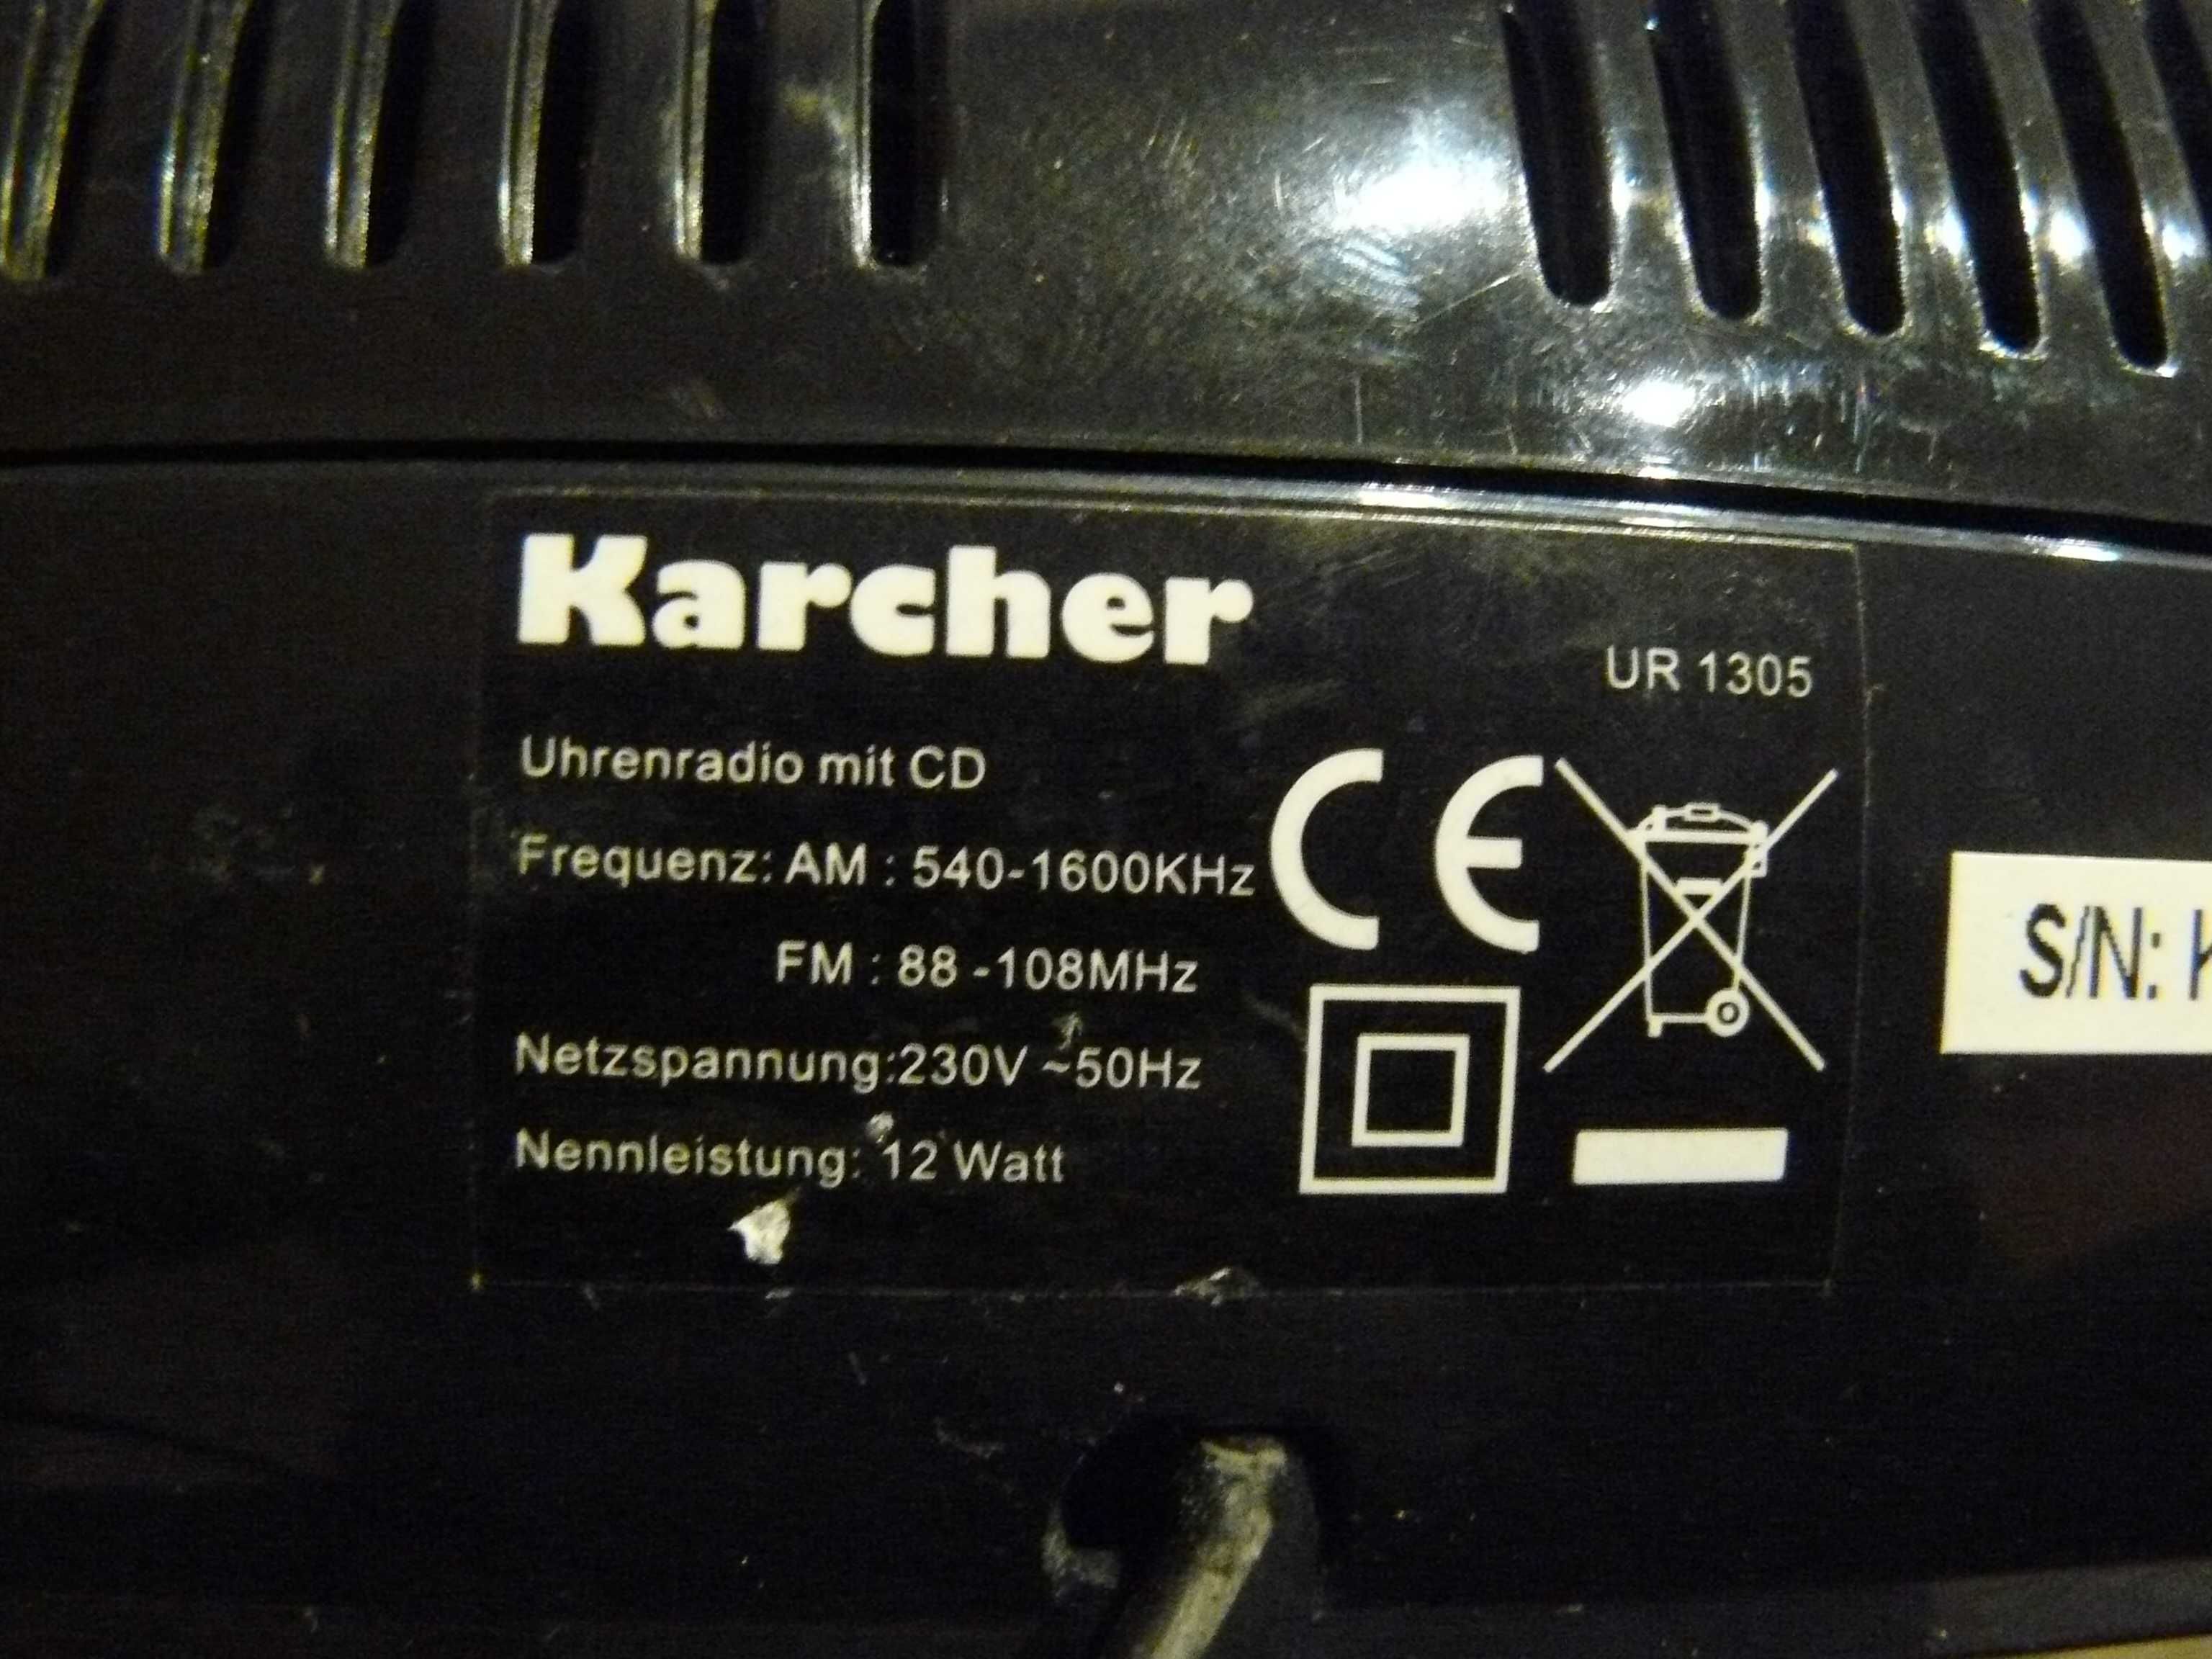 Karcher
UR 1305
Uhrenradio mit CD
Frequenz: AM : 540-1600KHz
FM : 88 -108MHz
Netzspannung:230V ~50Hz
Nennleistung: 12 Watt
CE
S/N: K